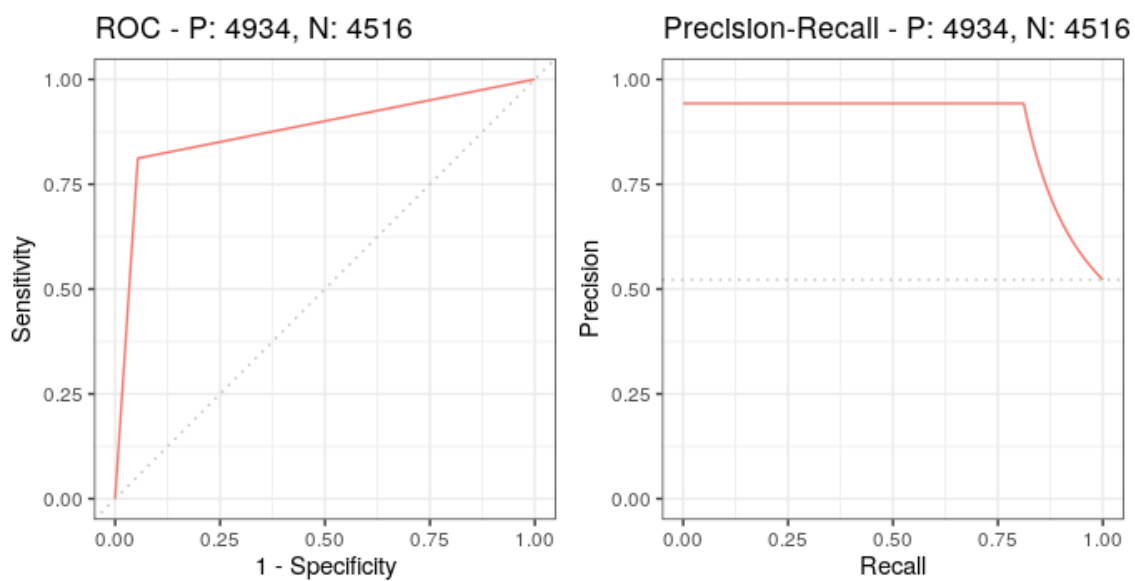 ROC - P: 4934, N: 4516
1.00
0.75
0.50
0.25
0.00
Sensitivity
0.00 0.25 0.50 0.75 1.00
1 - Specificity
Precision-Recall - P: 4934, N: 4516
1.00
0.75
0.50
0.25
0.00
Precision
0.00 0.25 0.50 0.75 1.00
Recall